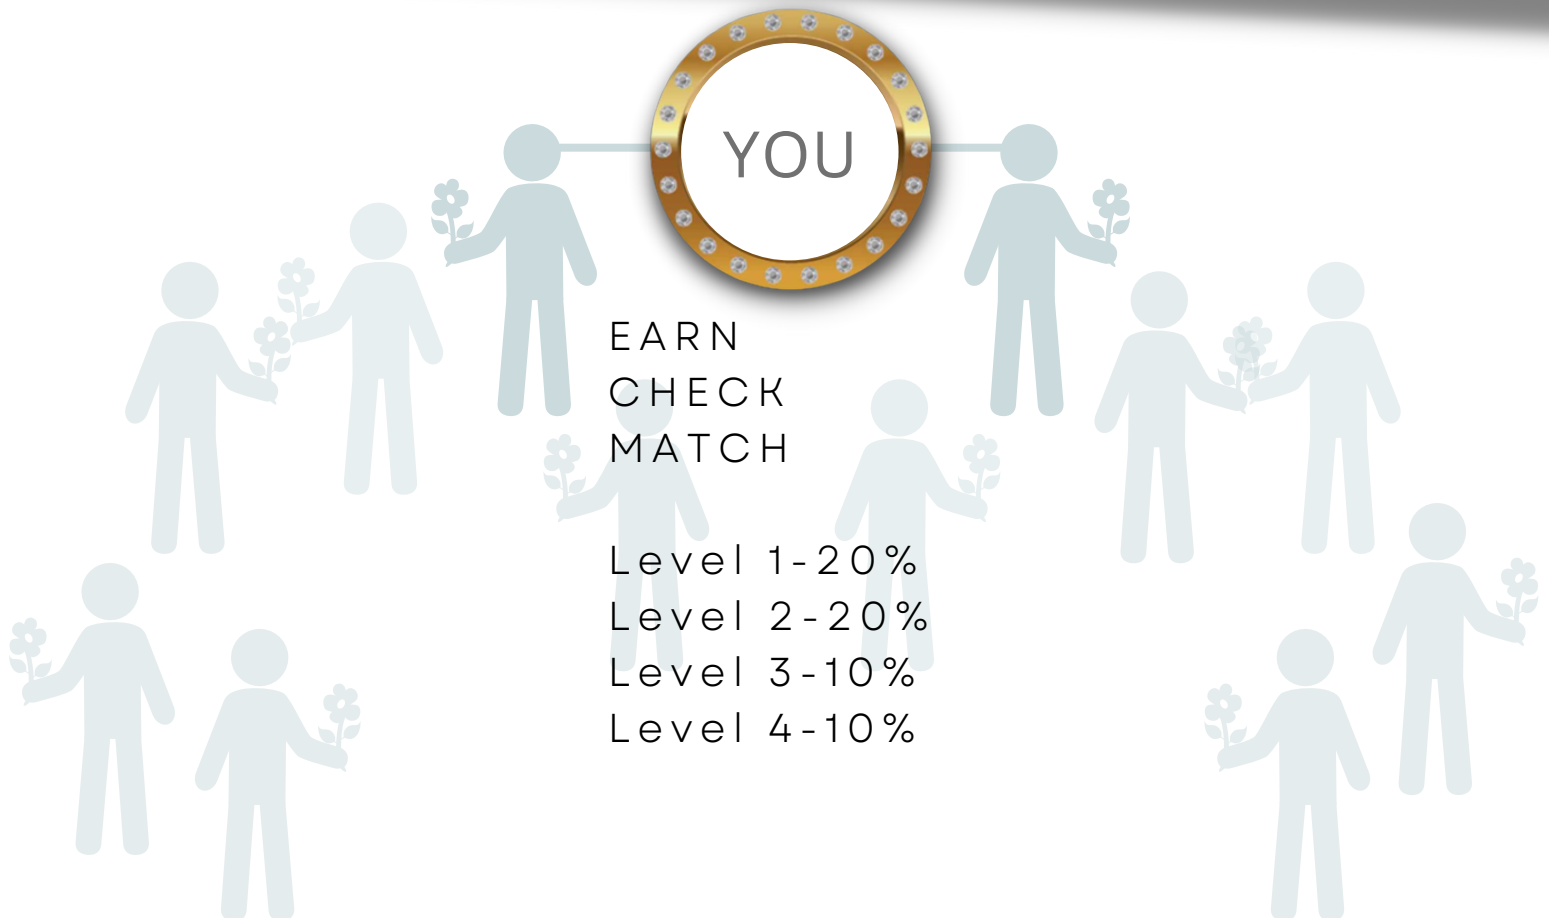 YOU
EARN
CHECK
MATCH
Level 1-20%
Level 2-20%
Level 3-10%
Level 4-10%